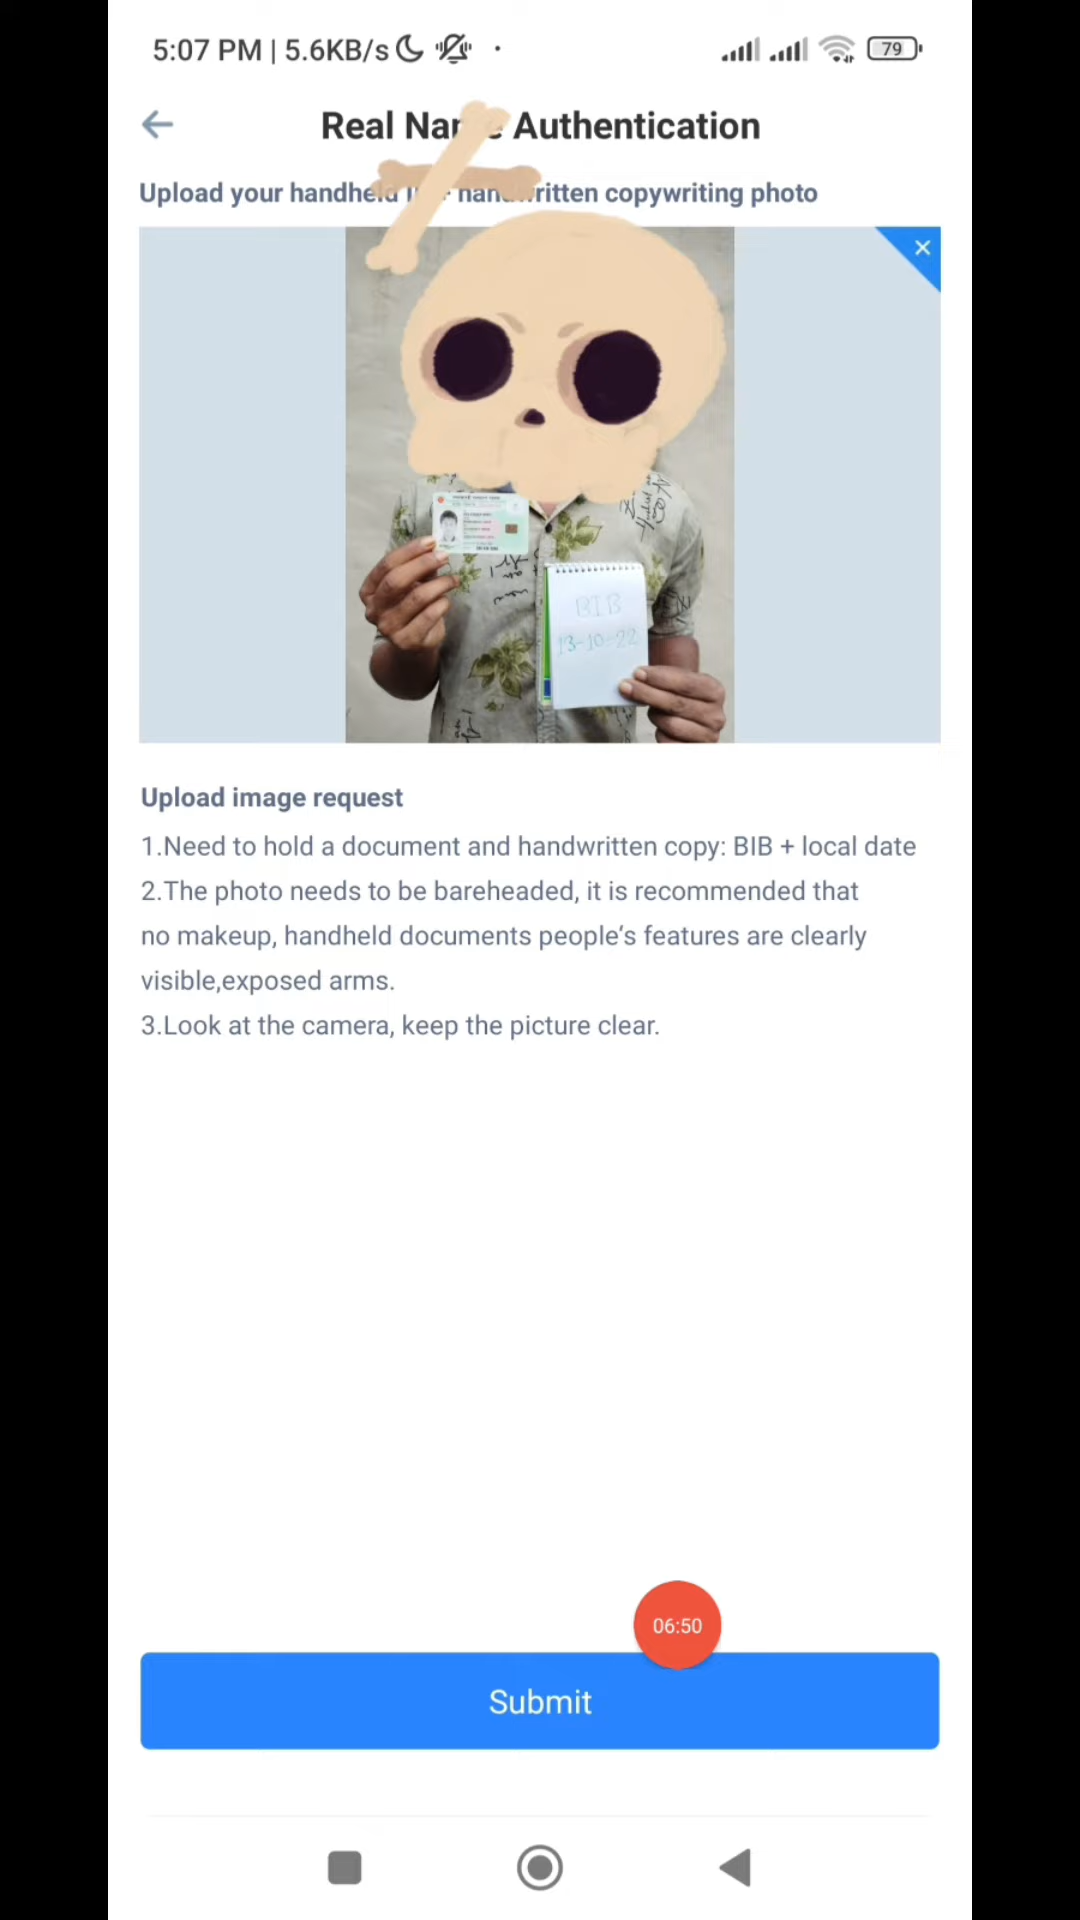 5:07 PM | 5.6KB/s
79
Real Name Authentication
Upload your handheld handwritten copywriting photo
BIB
13-10-22
Upload image request
1.Need to hold a document and handwritten copy: BIB + local date
2.The photo needs to be bareheaded, it is recommended that
no makeup, handheld documents people’s features are clearly
visible,exposed arms.
3.Look at the camera, keep the picture clear.
06:50
Submit